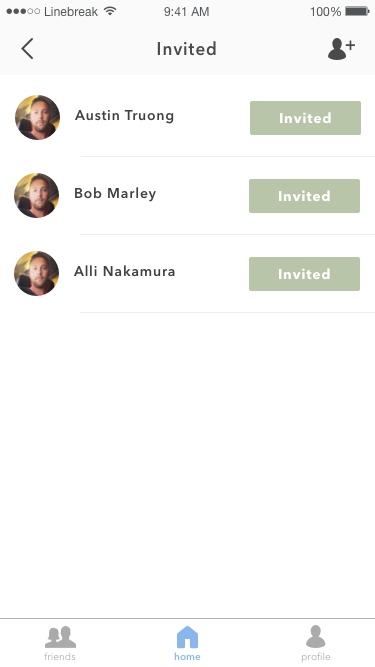 Linebreak 9:41 AM 100%
Invited
Austin Truong Invited
Bob Marley Invited
Alli Nakamura Invited
friends home profile